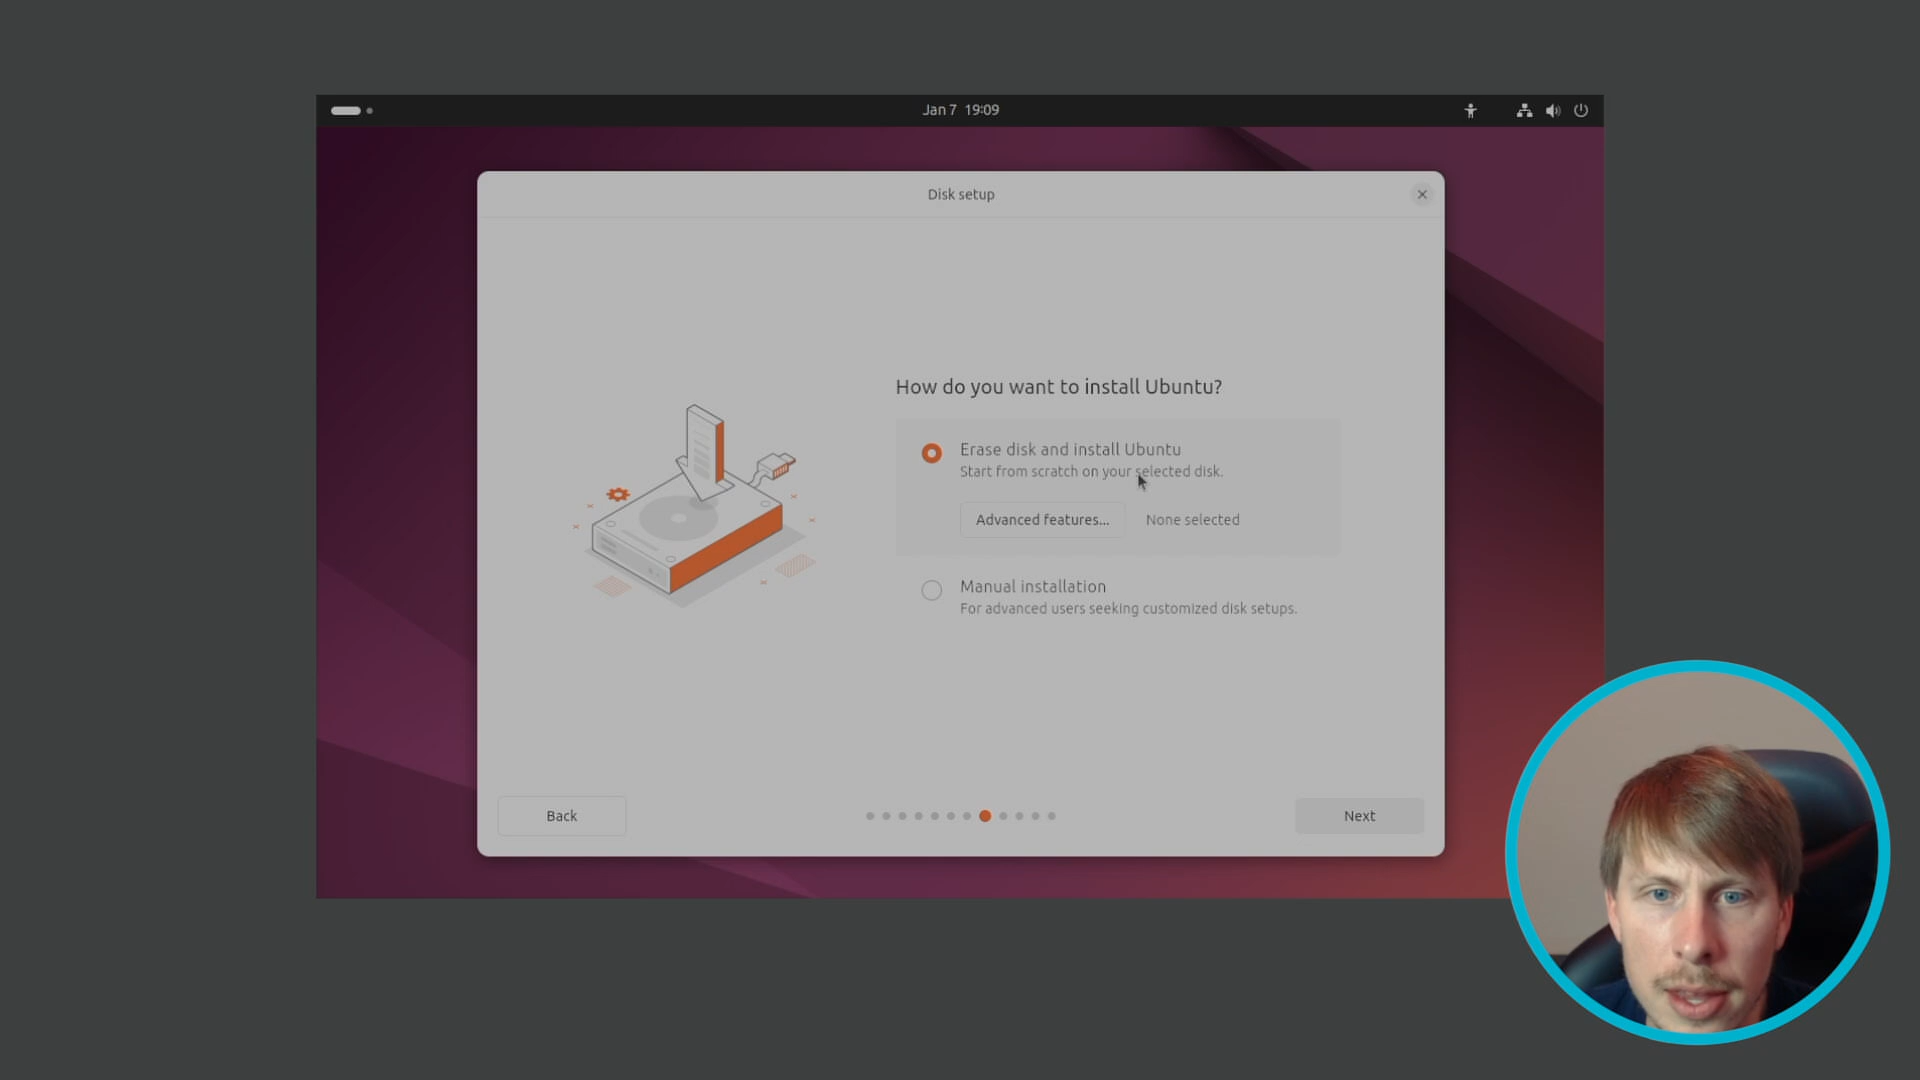 Jan 7 19:09
Disk setup
How do you want to install Ubuntu?
Erase disk and install Ubuntu
Start from scratch on your selected disk.
Advanced features...
None selected
Manual installation
For advanced users seeking customized disk setups.
Back
Next